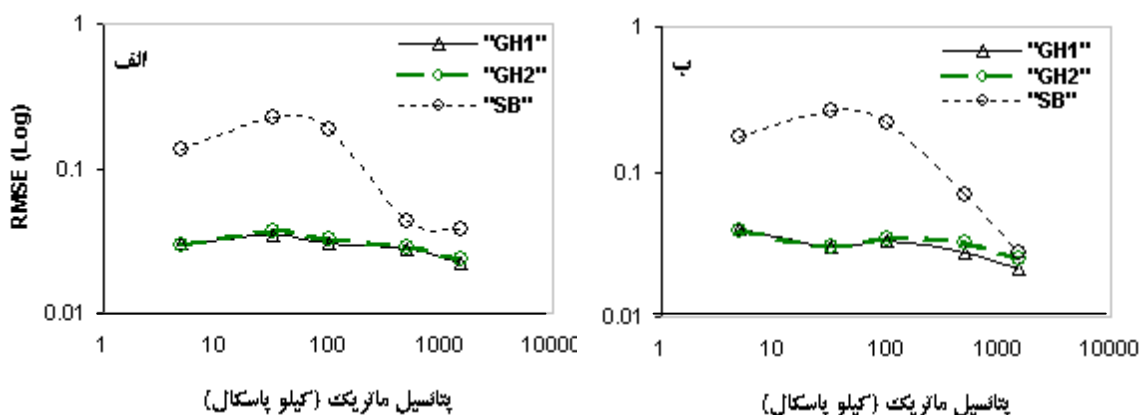 الف
"GH1"
"GH2"
"SB"
RMSE (Log)
1
0.1
0.01
1 10 100 1000 10000
پتانسیل ماتریک (کیلو پاسکال)
ب
"GH1"
"GH2"
"SB"
1
0.1
0.01
1 10 100 1000 10000
پتانسیل ماتریک (کیلو پاسکال)